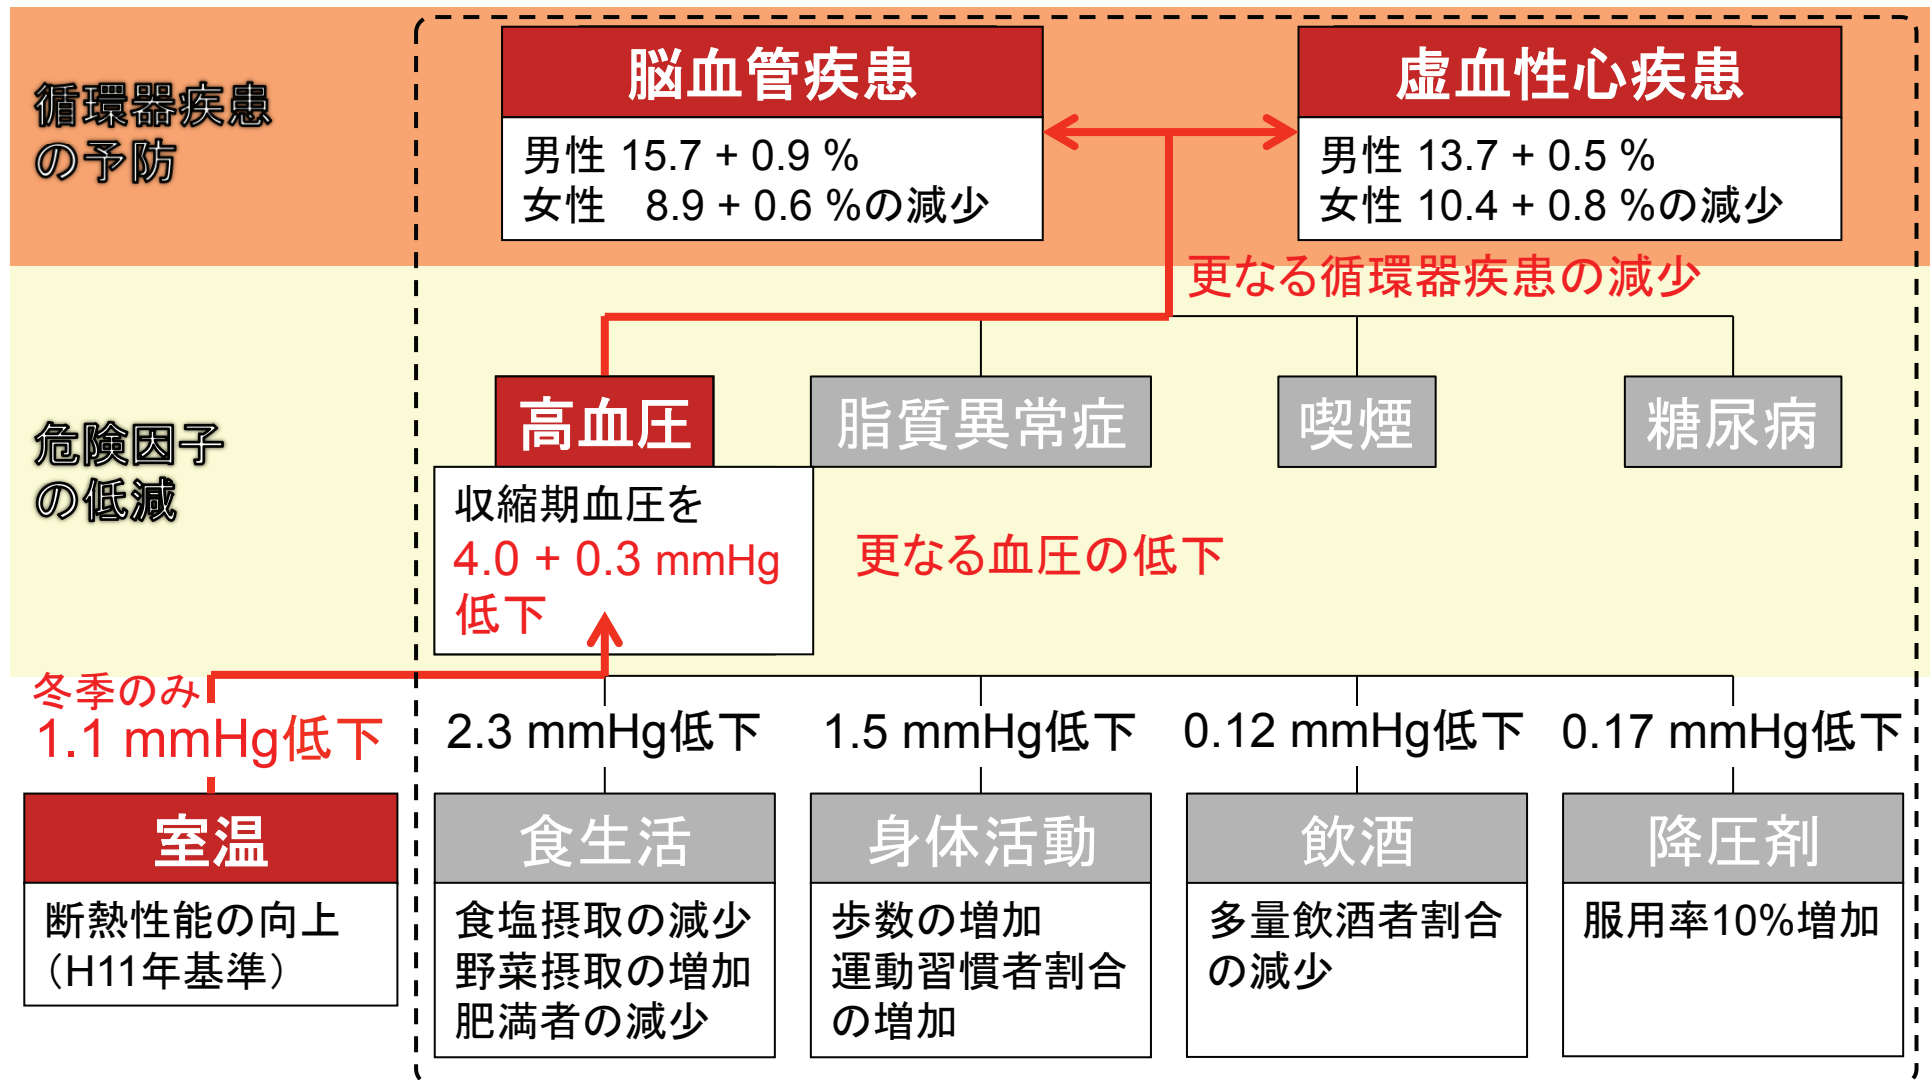 循環器疾患
の予防
脳血管疾患
男性 15.7 + 0.9 %
女性 8.9 + 0.6 %の減少
虚血性心疾患
男性 13.7 + 0.5 %
女性 10.4 + 0.8 %の減少
更なる循環器疾患の減少
危険因子
の低減
高血圧
脂質異常症
喫煙
糖尿病
収縮期血圧を
4.0 + 0.3 mmHg
低下
更なる血圧の低下
冬季のみ
1.1 mmHg低下
2.3 mmHg低下
1.5 mmHg低下
0.12 mmHg低下
0.17 mmHg低下
室温
断熱性能の向上
（H11年基準）
食生活
食塩摂取の減少
野菜摂取の増加
肥満者の減少
身体活動
歩数の増加
運動習慣者割合
の増加
飲酒
多量飲酒者割合
の減少
降圧剤
服用率10%増加